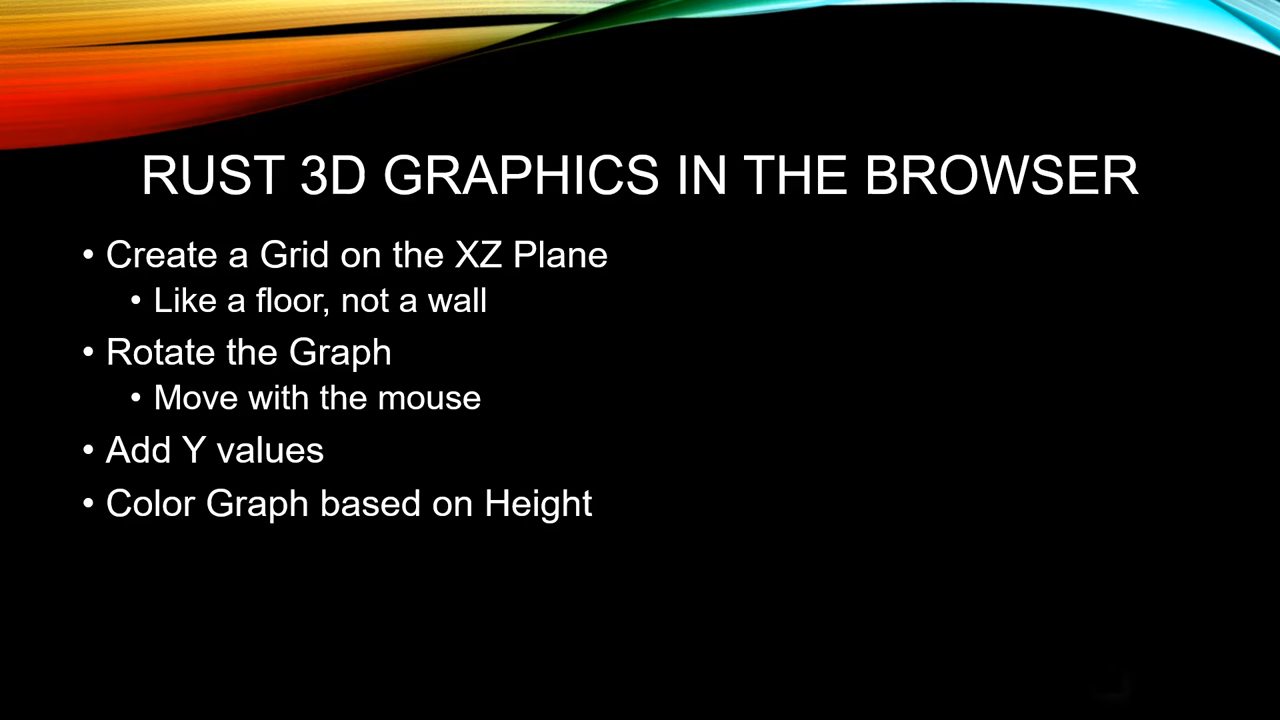 RUST 3D GRAPHICS IN THE BROWSER
• Create a Grid on the XZ Plane
• Like a floor, not a wall
• Rotate the Graph
• Move with the mouse
• Add Y values
• Color Graph based on Height